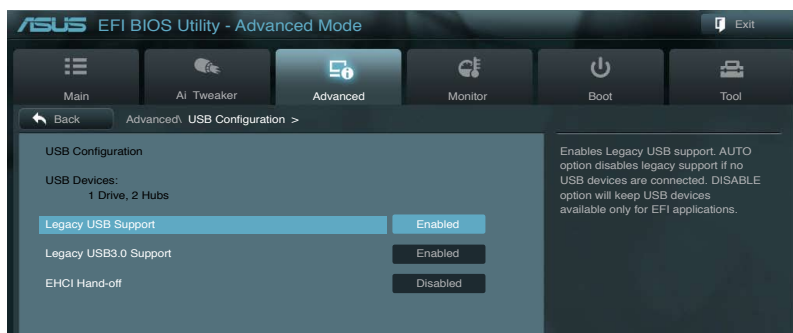 ASUS EFI BIOS Utility - Advanced Mode
Exit
Main
Ai Tweaker
Advanced
Monitor
Boot
Tool
Back
Advanced\ USB Configuration >
USB Configuration
USB Devices:
1 Drive, 2 Hubs
Legacy USB Support Enabled
Legacy USB3.0 Support Enabled
EHCI Hand-off Disabled
Enables Legacy USB support. AUTO
option disables legacy support if no
USB devices are connected. DISABLE
option will keep USB devices
available only for EFI applications.